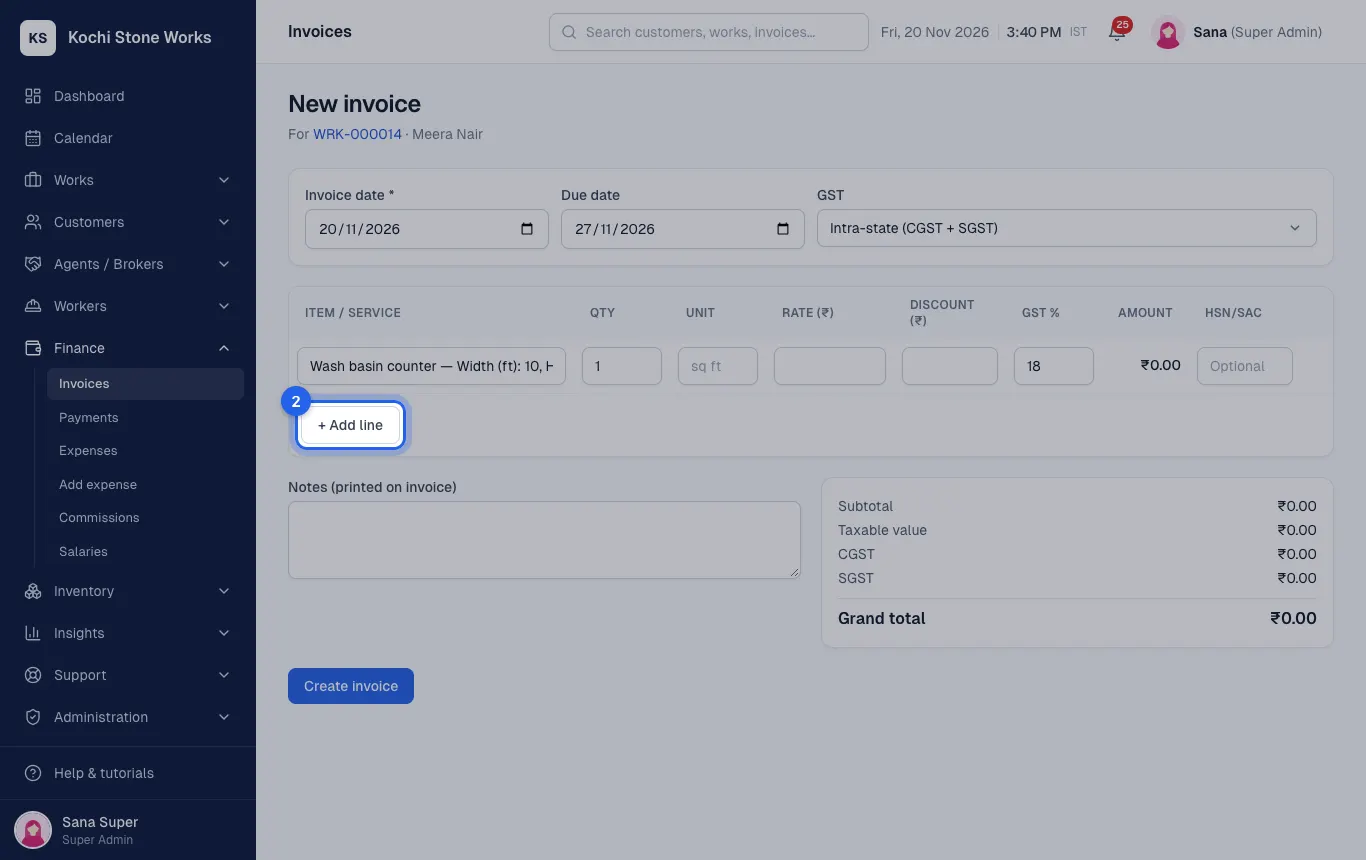 KS
Kochi Stone Works
Dashboard
Calendar
Works
Customers
Agents / Brokers
Workers
Finance
Invoices
Payments
Expenses
Add expense
Commissions
Salaries
Inventory
Insights
Support
Administration
Help & tutorials
Sana Super
Super Admin
Invoices
Search customers, works, invoices...
Fri, 20 Nov 2026
3:40 PM IST
25
Sana (Super Admin)
New invoice
For WRK-000014 · Meera Nair
Invoice date *
Due date
GST
20/11/2026
27/11/2026
Intra-state (CGST + SGST)
ITEM / SERVICE
QTY
UNIT
RATE (₹)
DISCOUNT
(₹)
GST %
AMOUNT
HSN/SAC
Wash basin counter — Width (ft): 10, H
1
sq ft
18
₹0.00
Optional
2
+ Add line
Notes (printed on invoice)
Subtotal ₹0.00
Taxable value ₹0.00
CGST ₹0.00
SGST ₹0.00
Grand total ₹0.00
Create invoice